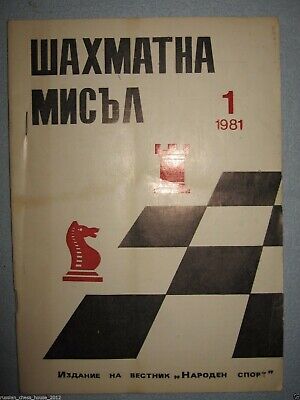 ШАХМАТНА
МИСЪЛ
1
1981
ИЗДАНИЕ НА ВЕСТНИК „НАРОДЕН СПОРТ"
russian_chess_house_2012